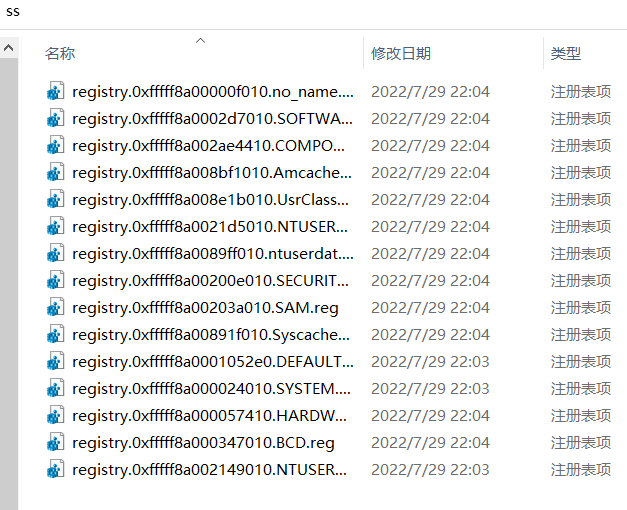 ss
名称 修改日期 类型
registry.0xfffff8a00000f010.no_name.... 2022/7/29 22:04 注册表项
registry.0xfffff8a0002d7010.SOFTWA... 2022/7/29 22:04 注册表项
registry.0xfffff8a002ae4410.COMPO... 2022/7/29 22:04 注册表项
registry.0xfffff8a008bf1010.Amcache... 2022/7/29 22:04 注册表项
registry.0xfffff8a008e1b010.UsrClass... 2022/7/29 22:04 注册表项
registry.0xfffff8a0021d5010.NTUSER... 2022/7/29 22:04 注册表项
registry.0xfffff8a0089ff010.ntuserdat.... 2022/7/29 22:04 注册表项
registry.0xfffff8a00200e010.SECURIT... 2022/7/29 22:04 注册表项
registry.0xfffff8a00203a010.SAM.reg 2022/7/29 22:04 注册表项
registry.0xfffff8a00891f010.Syscache... 2022/7/29 22:04 注册表项
registry.0xfffff8a0001052e0.DEFAULT... 2022/7/29 22:03 注册表项
registry.0xfffff8a000024010.SYSTEM.... 2022/7/29 22:03 注册表项
registry.0xfffff8a000057410.HARDW... 2022/7/29 22:04 注册表项
registry.0xfffff8a000347010.BCD.reg 2022/7/29 22:04 注册表项
registry.0xfffff8a002149010.NTUSER... 2022/7/29 22:03 注册表项